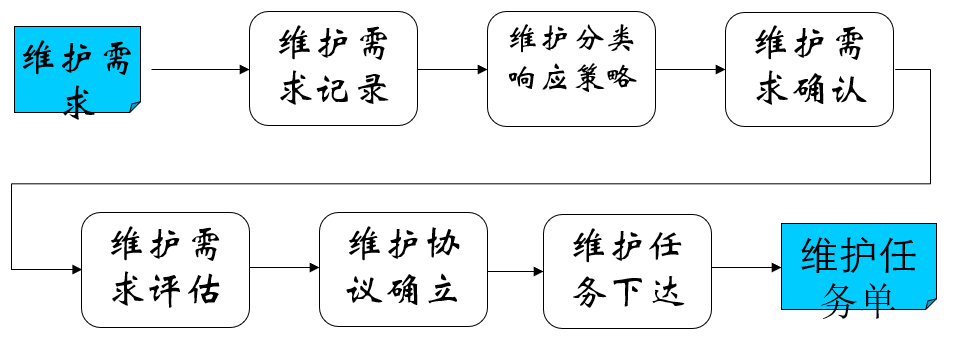 维护需
求
维护需
求记录
维护分类
响应策略
维护需
求确认
维护需
求评估
维护协
议确立
维护任
务下达
维护任
务单